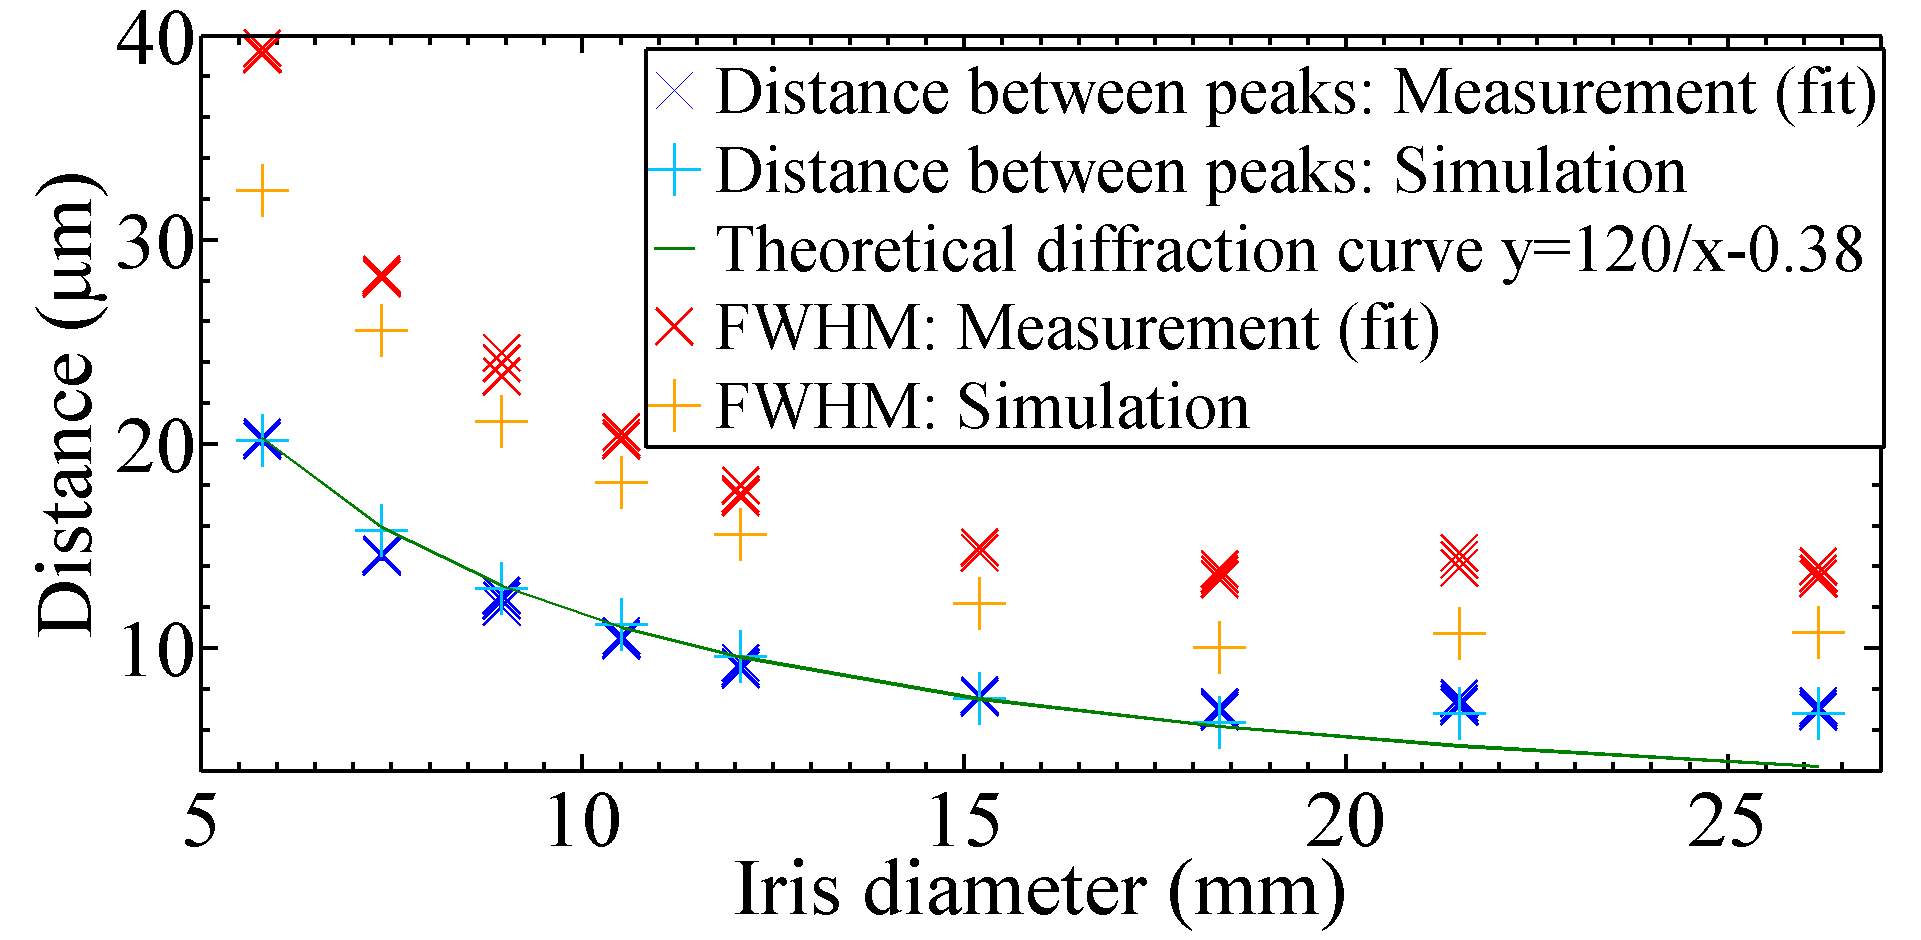 40
30
20
10
Distance (μm)
Distance between peaks: Measurement (fit)
Distance between peaks: Simulation
Theoretical diffraction curve y=120/x-0.38
FWHM: Measurement (fit)
FWHM: Simulation
5 10 15 20 25
Iris diameter (mm)